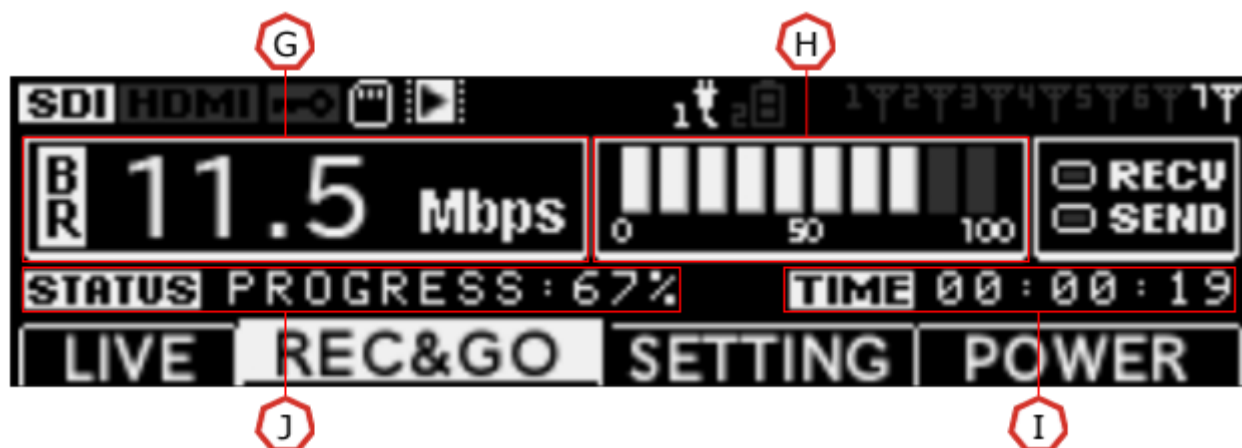 G H
SDI HDMI 1 2 1 2 3 4 5 6 7
BR 11.5 Mbps 0 50 100 RECV
SEND
STATUS PROGRESS:67% TIME 00:00:19
LIVE REC&GO SETTING POWER
J I